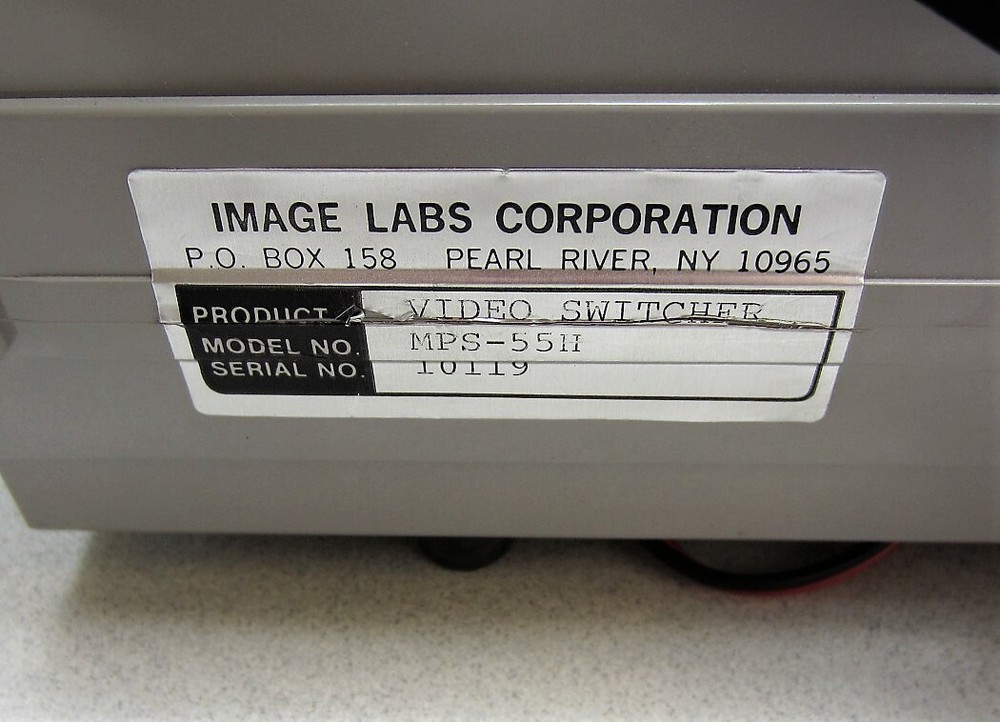 IMAGE LABS CORPORATION
P.O. BOX 158 PEARL RIVER, NY 10965
PRODUCT VIDEO SWITCHER
MODEL NO. MPS-55H
SERIAL NO. 10119